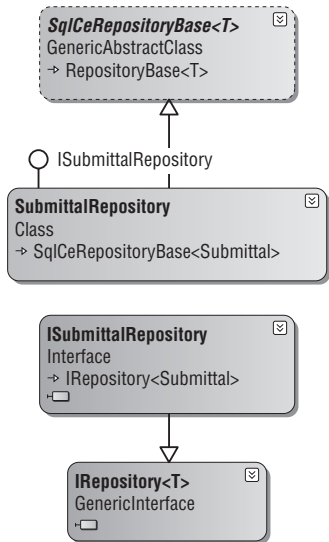 SqlCeRepositoryBase<T>
GenericAbstractClass
→ RepositoryBase<T>
ISubmittalRepository
SubmittalRepository
Class
→ SqlCeRepositoryBase<Submittal>
ISubmittalRepository
Interface
→ IRepository<Submittal>
IRepository<T>
GenericInterface